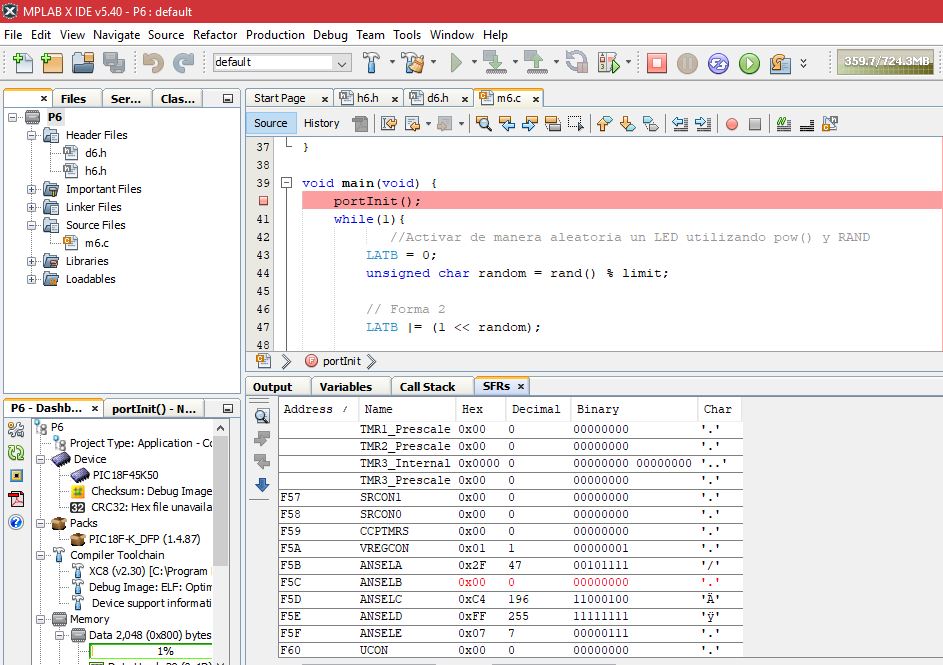 MPLAB X IDE v5.40 - P6 : default
File Edit View Navigate Source Refactor Production Debug Team Tools Window Help
default
359.7/724.3MB
Files Ser... Clas...
P6
Header Files
d6.h
h6.h
Important Files
Linker Files
Source Files
m6.c
Libraries
Loadables
Start Page h6.h d6.h m6.c
Source History
37 }
38
39 void main(void) {
portInit();
41 while(1){
42 //Activar de manera aleatoria un LED utilizando pow() y RAND
43 LATB = 0;
44 unsigned char random = rand() % limit;
45
46 // Forma 2
47 LATB |= (1 << random);
48
portInit
P6 - Dashb... portInit() - N...
P6
Project Type: Application - Co
Device
PIC18F45K50
Checksum: Debug Image
CRC32: Hex file unavaila
Packs
PIC18F-K_DFP (1.4.87)
Compiler Toolchain
XC8 (v2.30) [C:\Program
Debug Image: ELF: Optim
Device support informati
Memory
Data 2,048 (0x800) bytes
1%
Output Variables Call Stack SFRs
Address / Name Hex Decimal Binary Char
TMR1_Prescale 0x00 0 00000000 '.'
TMR2_Prescale 0x00 0 00000000 '.'
TMR3_Internal 0x0000 0 00000000 00000000 '..'
TMR3_Prescale 0x00 0 00000000 '.'
F57 SRCON1 0x00 0 00000000 '.'
F58 SRCON0 0x00 0 00000000 '.'
F59 CCPTMRS 0x00 0 00000000 '.'
F5A VREGCON 0x01 1 00000001 '.'
F5B ANSELA 0x2F 47 00101111 '/'
F5C ANSELB 0x00 0 00000000 '.'
F5D ANSELC 0xC4 196 11000100 'Ä'
F5E ANSELD 0xFF 255 11111111 'ÿ'
F5F ANSELE 0x07 7 00000111 '.'
F60 UCON 0x00 0 00000000 '.'